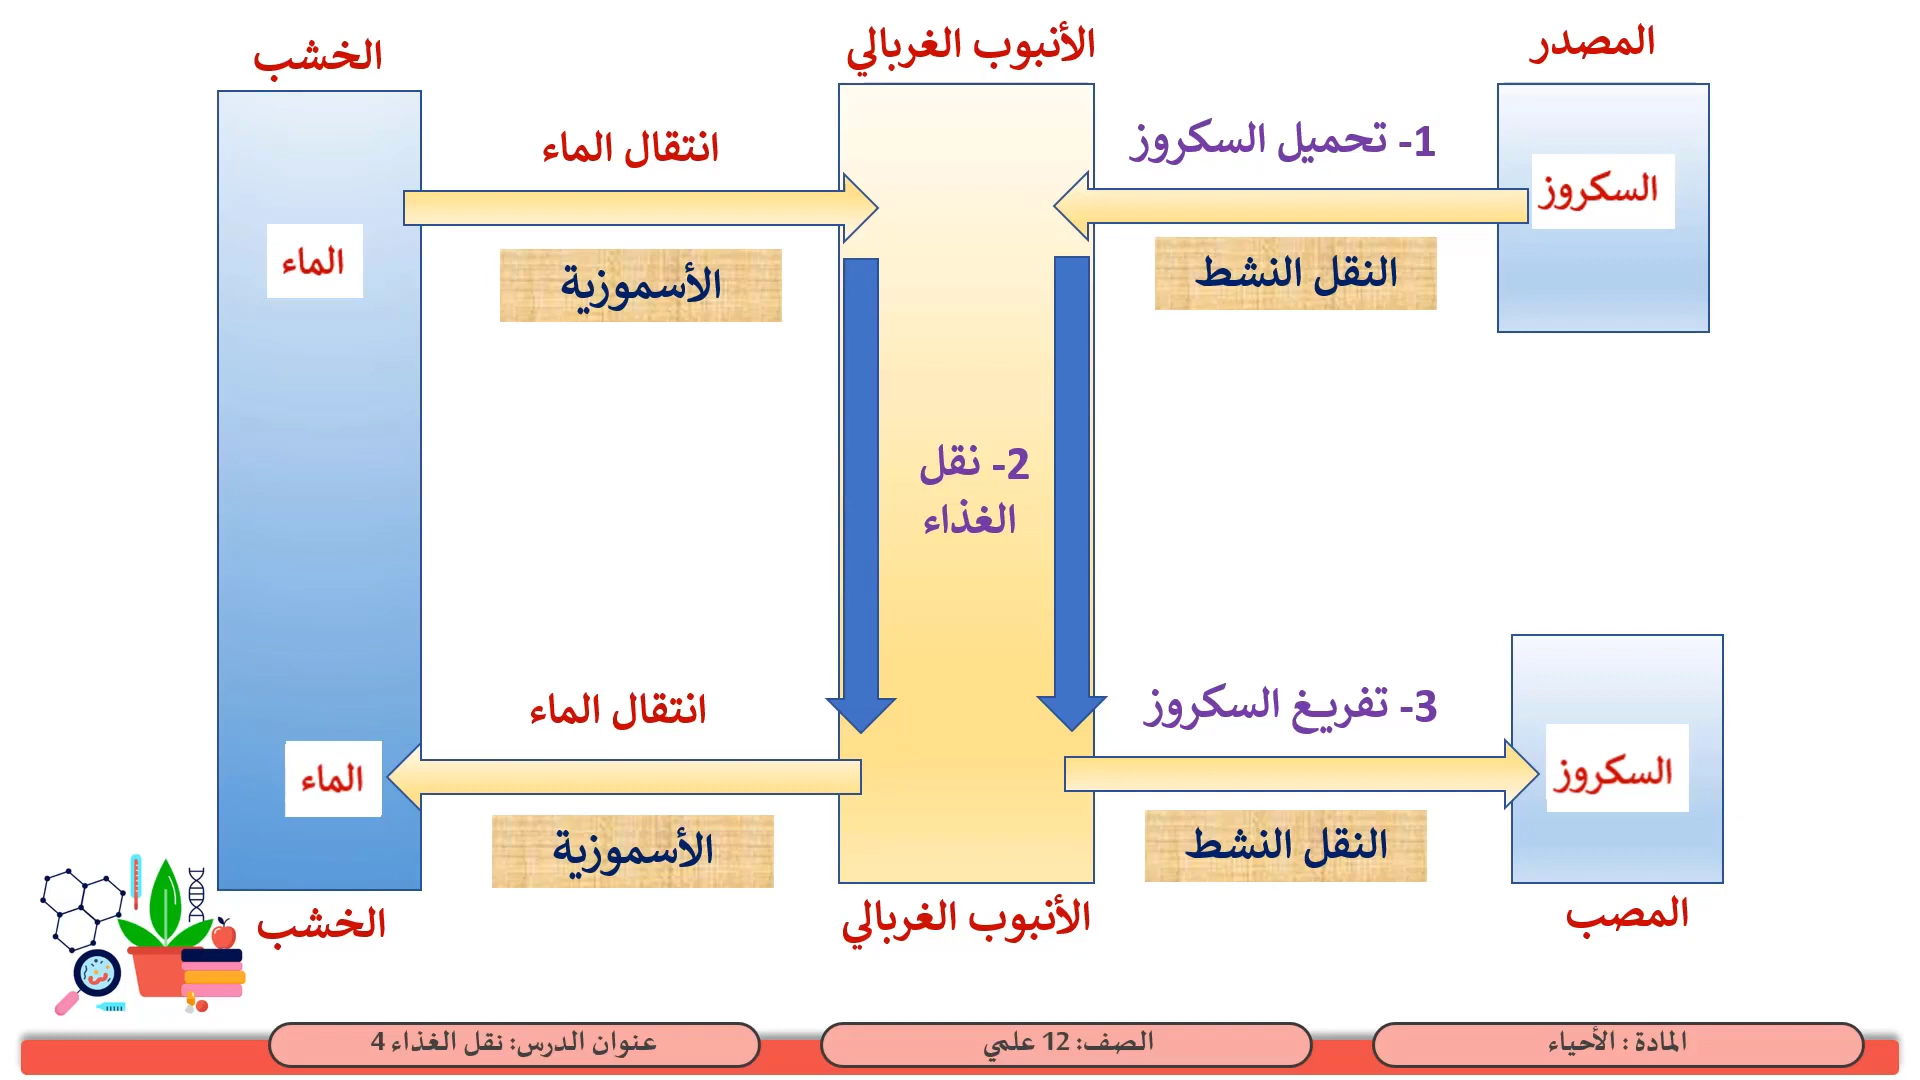 المصدر
الأنبوب الغربالي
الخشب
1- تحميل السكروز
انتقال الماء
السكروز
الماء
النقل النشط
الأسموزية
2- نقل
الغذاء
3- تفريغ السكروز
انتقال الماء
السكروز
الماء
النقل النشط
الأسموزية
المصب
الأنبوب الغربالي
الخشب
المادة : الأحياء
الصف: 12 علمي
عنوان الدرس: نقل الغذاء 4